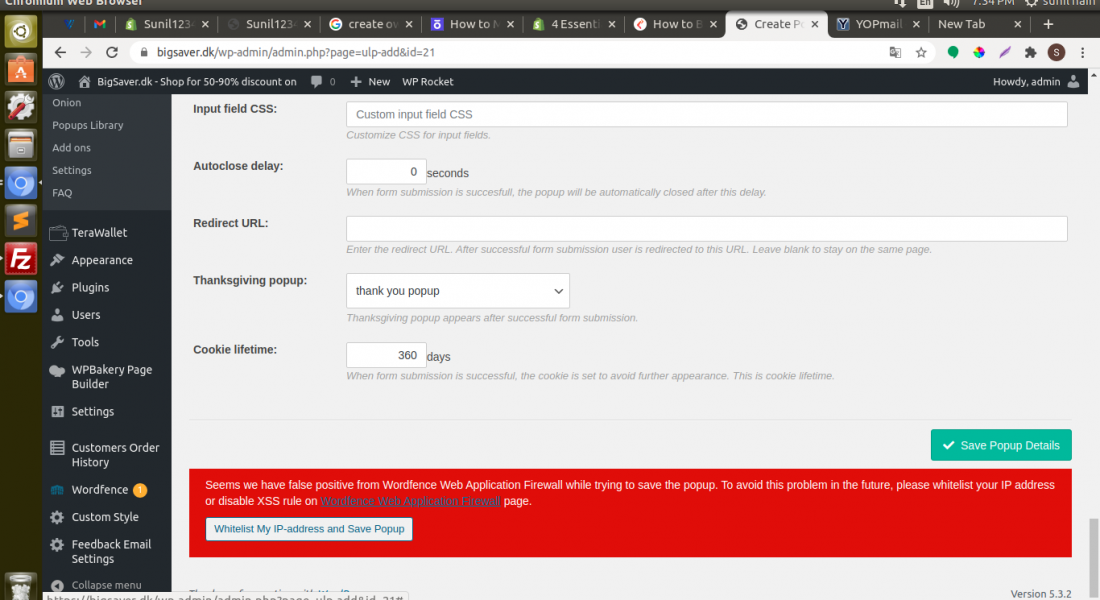 Chromium Web Browser
En
7:34 PM
sunil nain
Sunil123
Sunil123
create ov
How to M
4 Essenti
How to B
Create Po
YOPmail
New Tab
bigsaver.dk/wp-admin/admin.php?page=ulp-add&id=21
S
BigSaver.dk - Shop for 50-90% discount on
0
New
WP Rocket
Howdy, admin
Onion
Popups Library
Add ons
Settings
FAQ
TeraWallet
Appearance
Plugins
Users
Tools
WPBakery Page
Builder
Settings
Customers Order
History
Wordfence 1
Custom Style
Feedback Email
Settings
Collapse menu
Input field CSS:
Custom input field CSS
Customize CSS for input fields.
Autoclose delay:
0 seconds
When form submission is succesfull, the popup will be automatically closed after this delay.
Redirect URL:
Enter the redirect URL. After successful form submission user is redirected to this URL. Leave blank to stay on the same page.
Thanksgiving popup:
thank you popup
Thanksgiving popup appears after successful form submission.
Cookie lifetime:
360 days
When form submission is successful, the cookie is set to avoid further appearance. This is cookie lifetime.
Save Popup Details
Seems we have false positive from Wordfence Web Application Firewall while trying to save the popup. To avoid this problem in the future, please whitelist your IP address
or disable XSS rule on Wordfence Web Application Firewall page.
Whitelist My IP-address and Save Popup
https://bigsaver.dk/wp-admin/admin.php?page=ulp-add&id=21#
Version 5.3.2